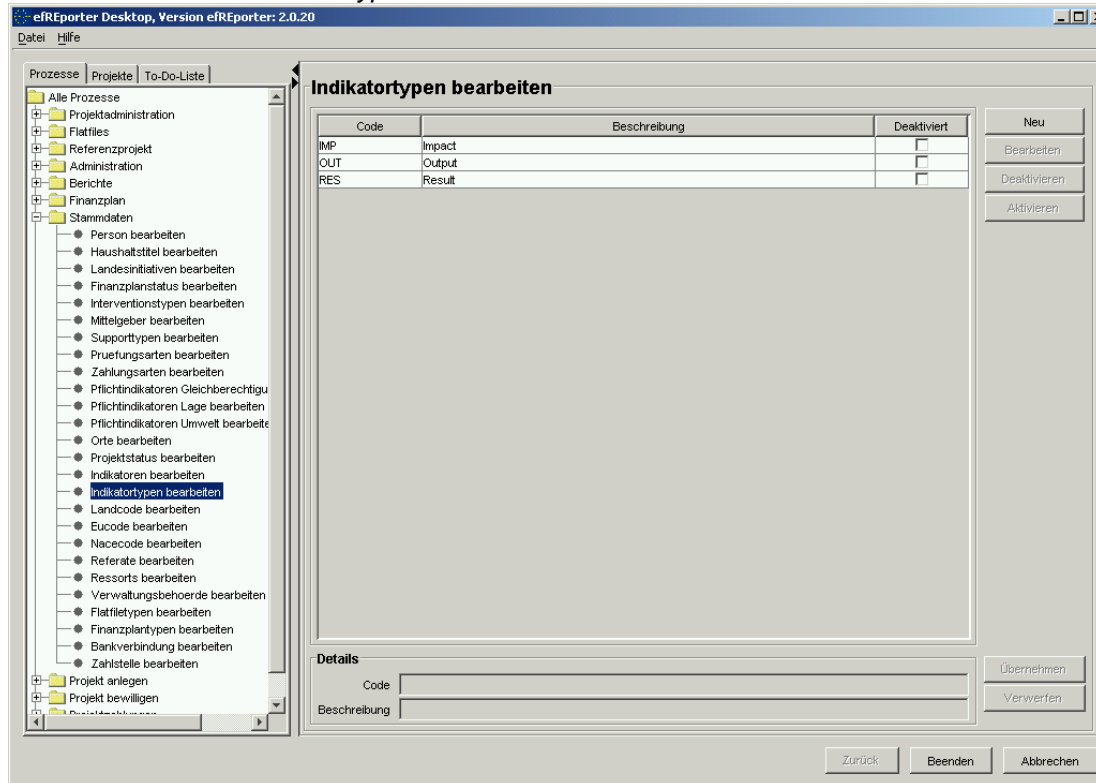 efREporter Desktop, Version efREporter: 2.0.20
Datei Hilfe
Prozesse Projekte To-Do-Liste
Alle Prozesse
Projektadministration
Flatfiles
Referenzprojekt
Administration
Berichte
Finanzplan
Stammdaten
Person bearbeiten
Haushaltstitel bearbeiten
Landesinitiativen bearbeiten
Finanzplanstatus bearbeiten
Interventionstypen bearbeiten
Mittelgeber bearbeiten
Supporttypen bearbeiten
Pruefungsarten bearbeiten
Zahlungsarten bearbeiten
Pflichtindikatoren Gleichberechtigu
Pflichtindikatoren Lage bearbeiten
Pflichtindikatoren Umwelt bearbeite
Orte bearbeiten
Projektstatus bearbeiten
Indikatoren bearbeiten
Indikatortypen bearbeiten
Landcode bearbeiten
Eucode bearbeiten
Nacecode bearbeiten
Referate bearbeiten
Ressorts bearbeiten
Verwaltungsbehoerde bearbeiten
Flatfiletypen bearbeiten
Finanzplantypen bearbeiten
Bankverbindung bearbeiten
Zahlstelle bearbeiten
Projekt anlegen
Projekt bewilligen
Indikatortypen bearbeiten
Code Beschreibung Deaktiviert
IMP Impact
OUT Output
RES Result
Neu
Bearbeiten
Deaktivieren
Aktivieren
Details
Code
Beschreibung
Übernehmen
Verwerfen
Zurück Beenden Abbrechen